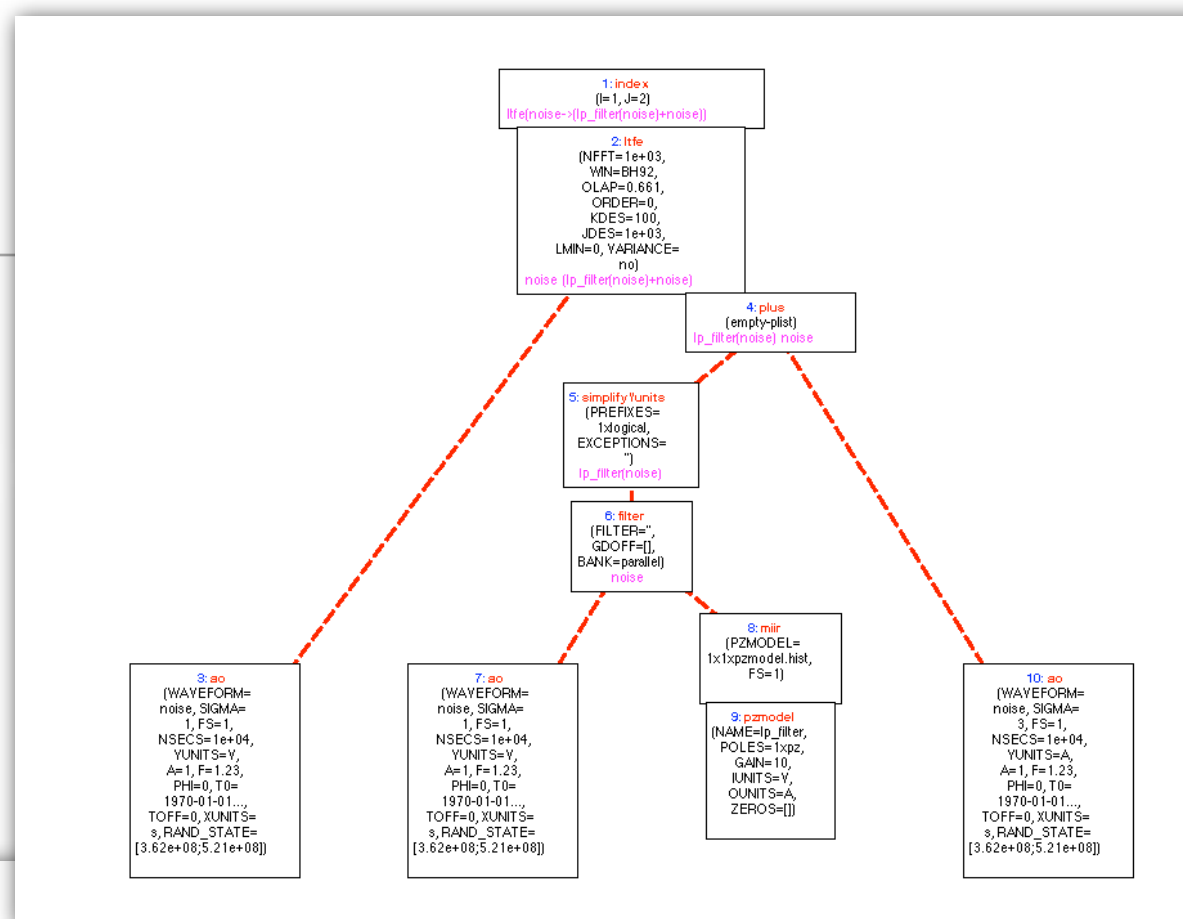 1: index
(I=1, J=2)
ltfe(noise->(lp_filter(noise)+noise))
2: ltfe
(NFFT=1e+03,
WIN=BH92,
OLAP=0.661,
ORDER=0,
KDES=100,
JDES=1e+03,
LMIN=0, VARIANCE=
no)
noise (lp_filter(noise)+noise)
4: plus
(empty-plist)
lp_filter(noise) noise
5: simplifyYunits
(PREFIXES=
1xlogical,
EXCEPTIONS=
'')
lp_filter(noise)
6: filter
(FILTER='',
GDOFF=[],
BANK=parallel)
noise
8: miir
(PZMODEL=
1x1xpzmodel.hist,
FS=1)
3: ao
(WAVEFORM=
noise, SIGMA=
1, FS=1,
NSECS=1e+04,
YUNITS=V,
A=1, F=1.23,
PHI=0, T0=
1970-01-01...,
TOFF=0, XUNITS=
s, RAND_STATE=
[3.62e+08;5.21e+08])
7: ao
(WAVEFORM=
noise, SIGMA=
1, FS=1,
NSECS=1e+04,
YUNITS=V,
A=1, F=1.23,
PHI=0, T0=
1970-01-01...,
TOFF=0, XUNITS=
s, RAND_STATE=
[3.62e+08;5.21e+08])
9: pzmodel
(NAME=lp_filter,
POLES=1xpz,
GAIN=10,
IUNITS=V,
OUNITS=A,
ZEROS=[])
10: ao
(WAVEFORM=
noise, SIGMA=
3, FS=1,
NSECS=1e+04,
YUNITS=A,
A=1, F=1.23,
PHI=0, T0=
1970-01-01...,
TOFF=0, XUNITS=
s, RAND_STATE=
[3.62e+08;5.21e+08])